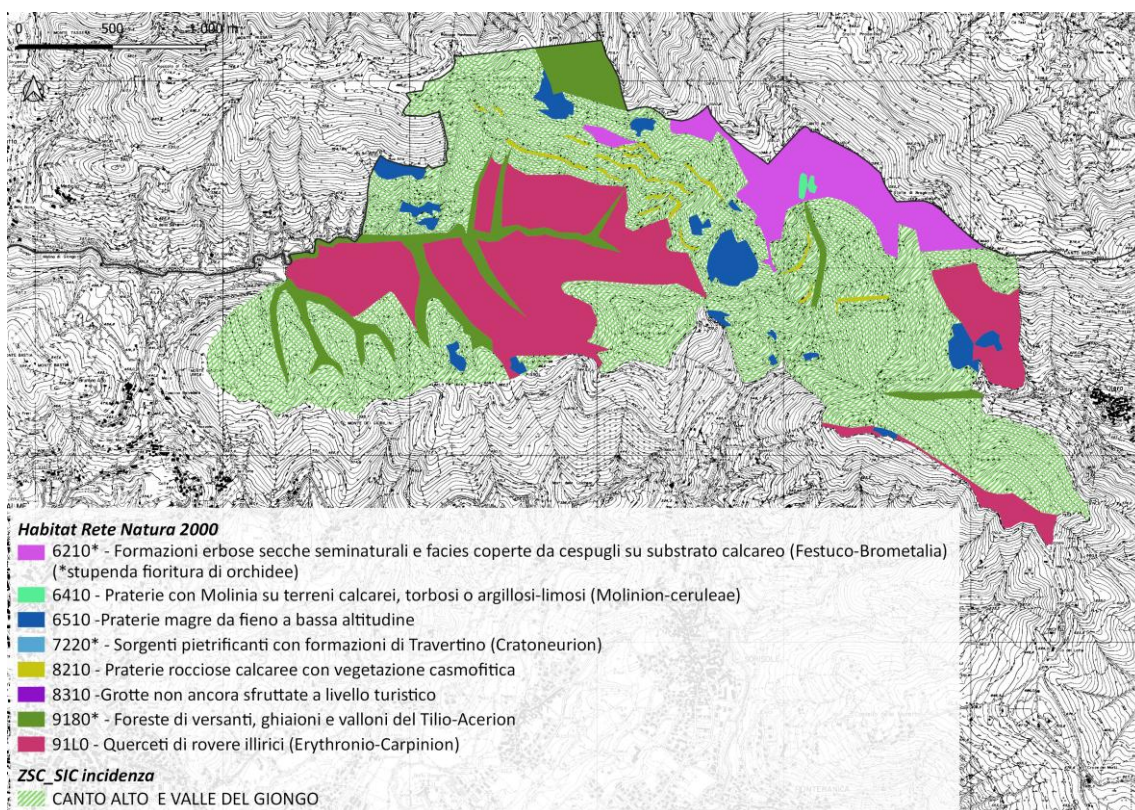 0 500 1.000 m
Habitat Rete Natura 2000
6210* - Formazioni erbose secche seminaturali e facies coperte da cespugli su substrato calcareo (Festuco-Brometalia)
(*stupenda fioritura di orchidee)
6410 - Praterie con Molinia su terreni calcarei, torbosi o argillosi-limosi (Molinion-ceruleae)
6510 -Praterie magre da fieno a bassa altitudine
7220* - Sorgenti pietrificanti con formazioni di Travertino (Cratoneurion)
8210 - Praterie rocciose calcaree con vegetazione casmofitica
8310 -Grotte non ancora sfruttate a livello turistico
9180* - Foreste di versanti, ghiaioni e valloni del Tilio-Acerion
91L0 - Querceti di rovere illirici (Erythronio-Carpinion)
ZSC_SIC incidenza
CANTO ALTO E VALLE DEL GIONGO